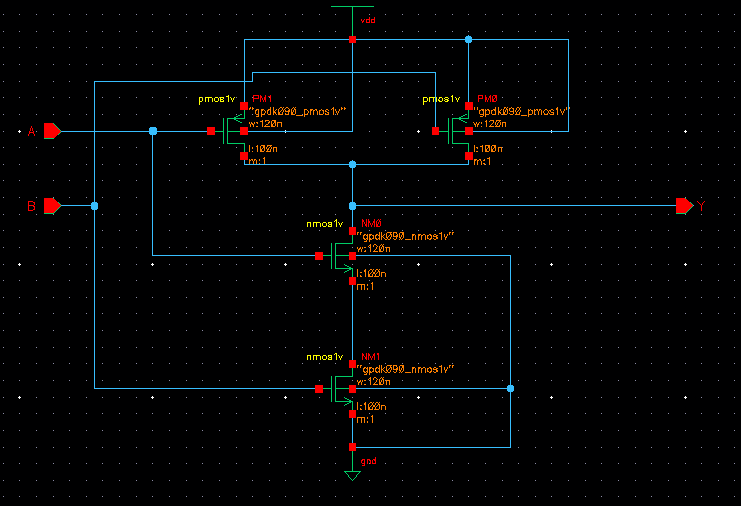 vdd
pmos1v PM1
"gpdk090_pmos1v"
w:120n
l:100n
m:1
pmos1v PM0
"gpdk090_pmos1v"
w:120n
l:100n
m:1
A
B
Y
nmos1v NM0
"gpdk090_nmos1v"
w:120n
l:100n
m:1
nmos1v NM1
"gpdk090_nmos1v"
w:120n
l:100n
m:1
gnd